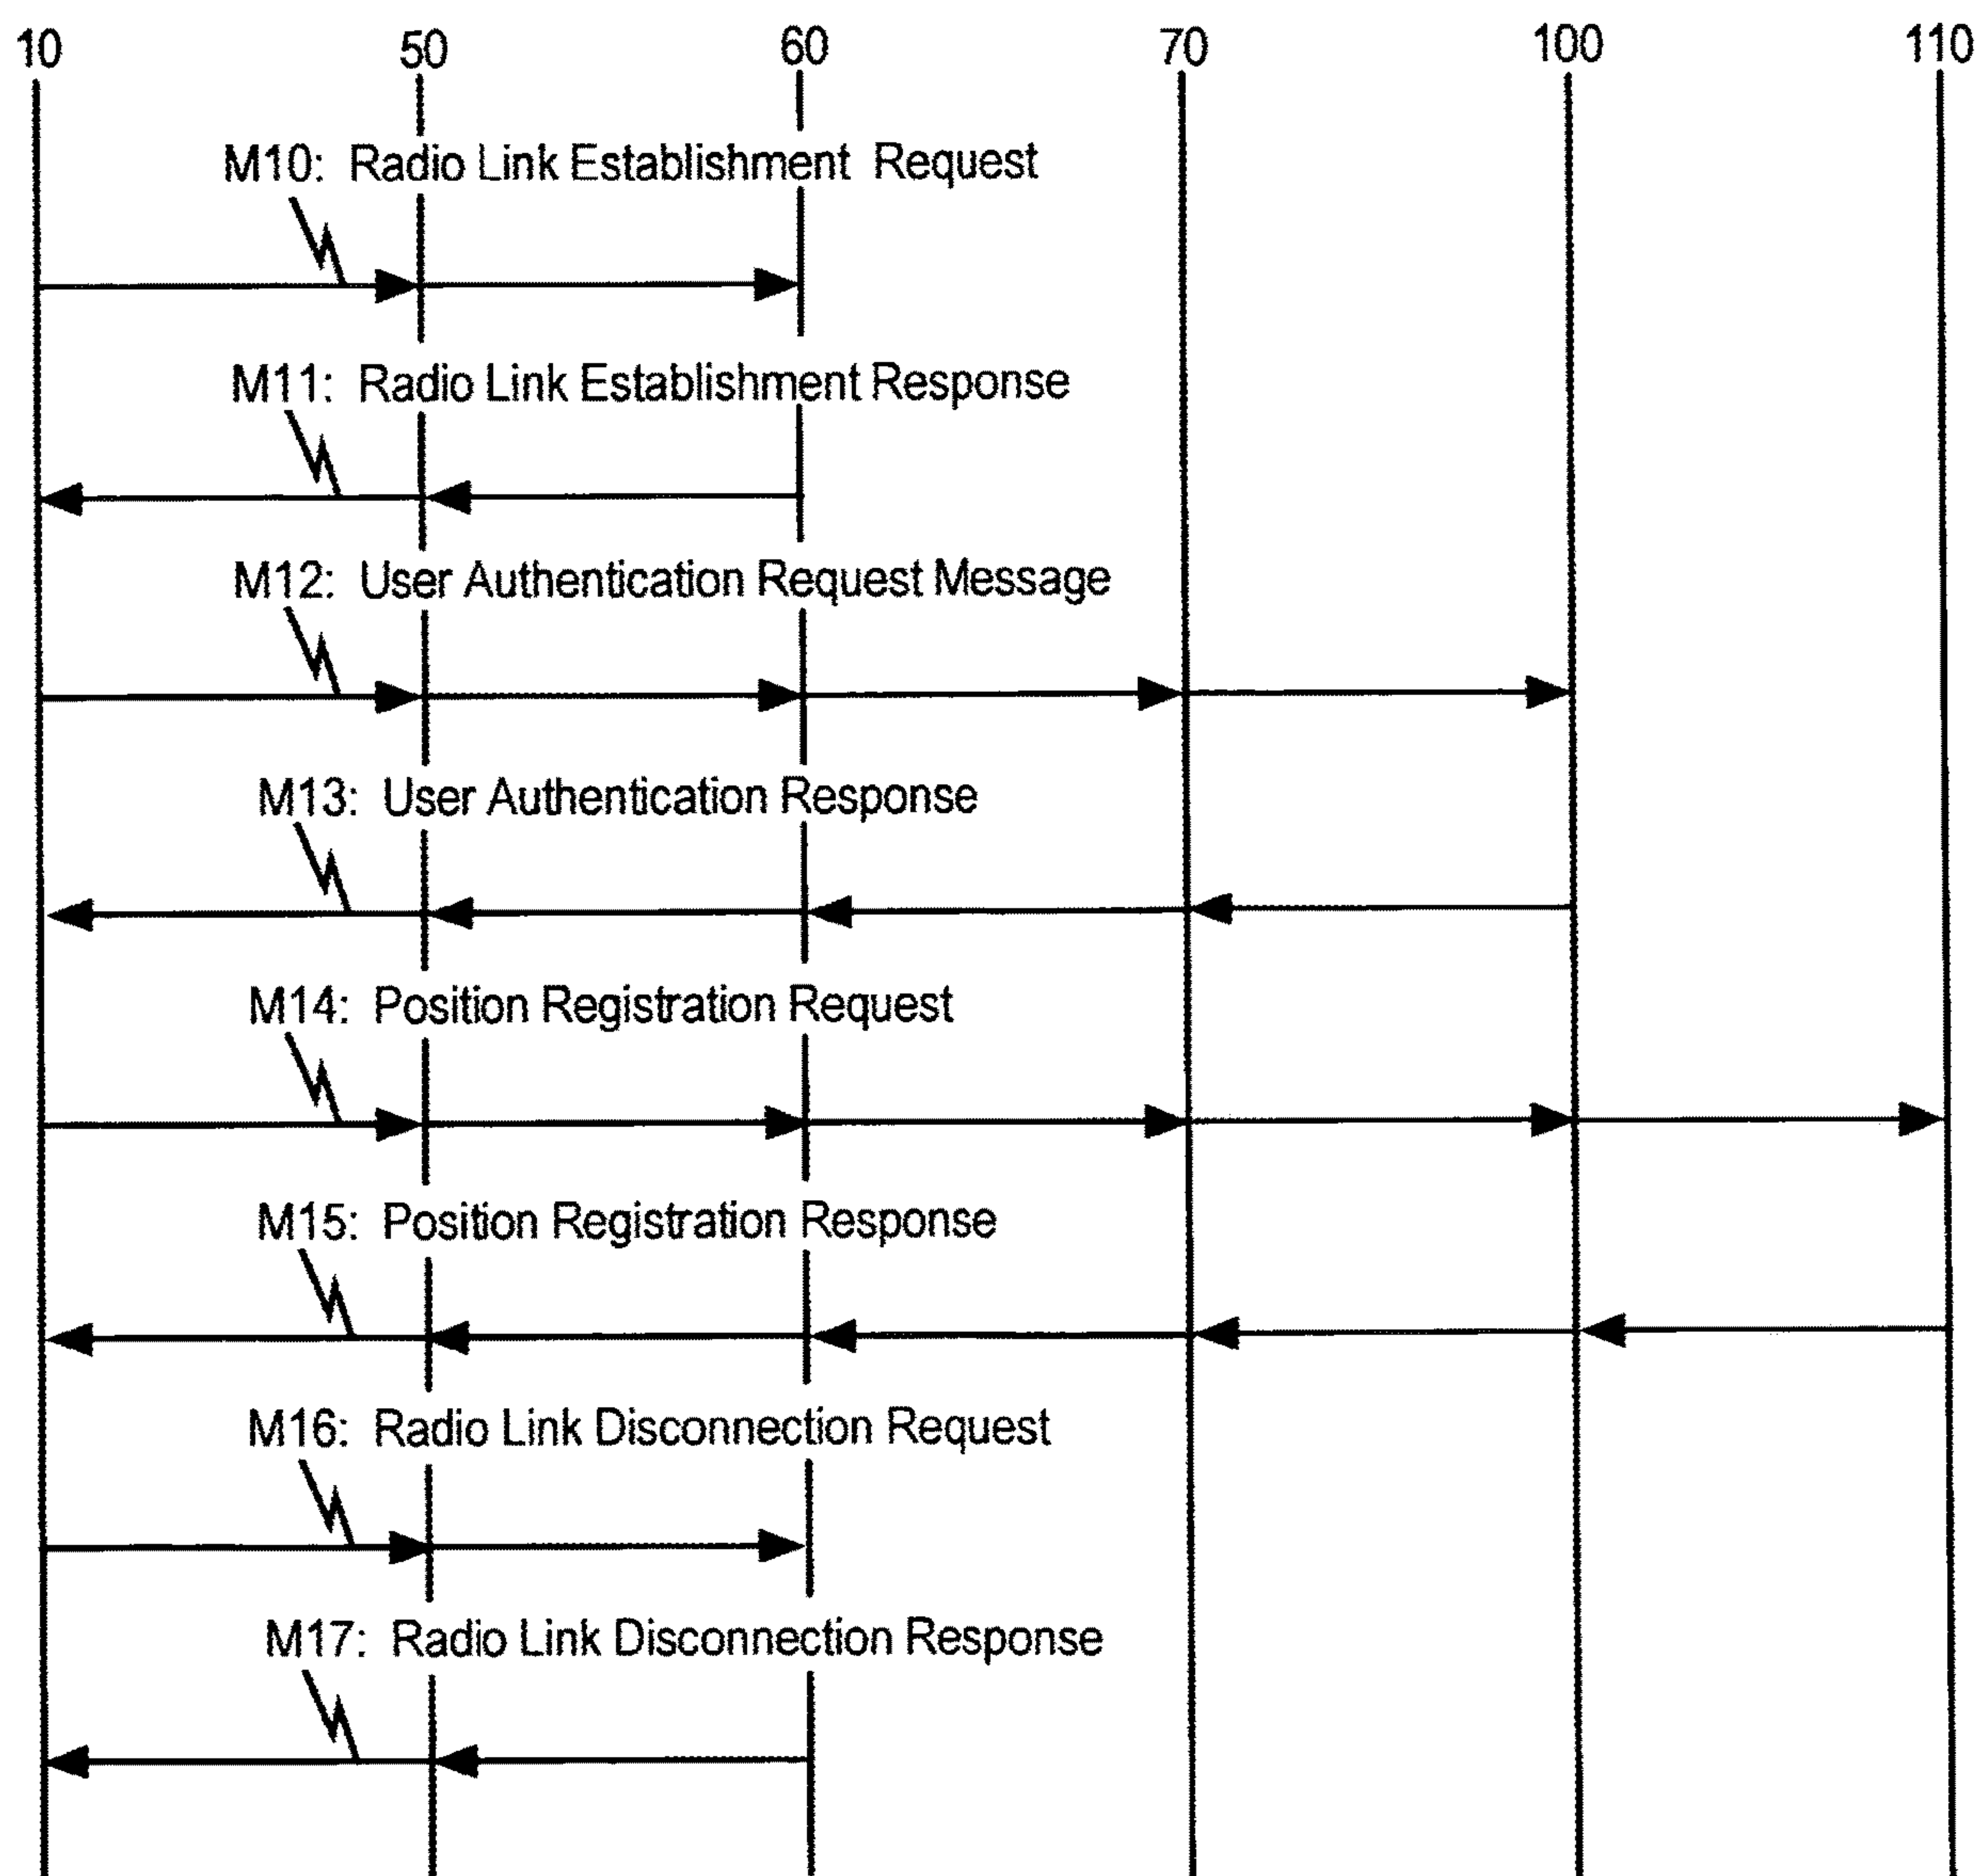 10 50 60 70 100 110
M10: Radio Link Establishment Request
M11: Radio Link Establishment Response
M12: User Authentication Request Message
M13: User Authentication Response
M14: Position Registration Request
M15: Position Registration Response
M16: Radio Link Disconnection Request
M17: Radio Link Disconnection Response